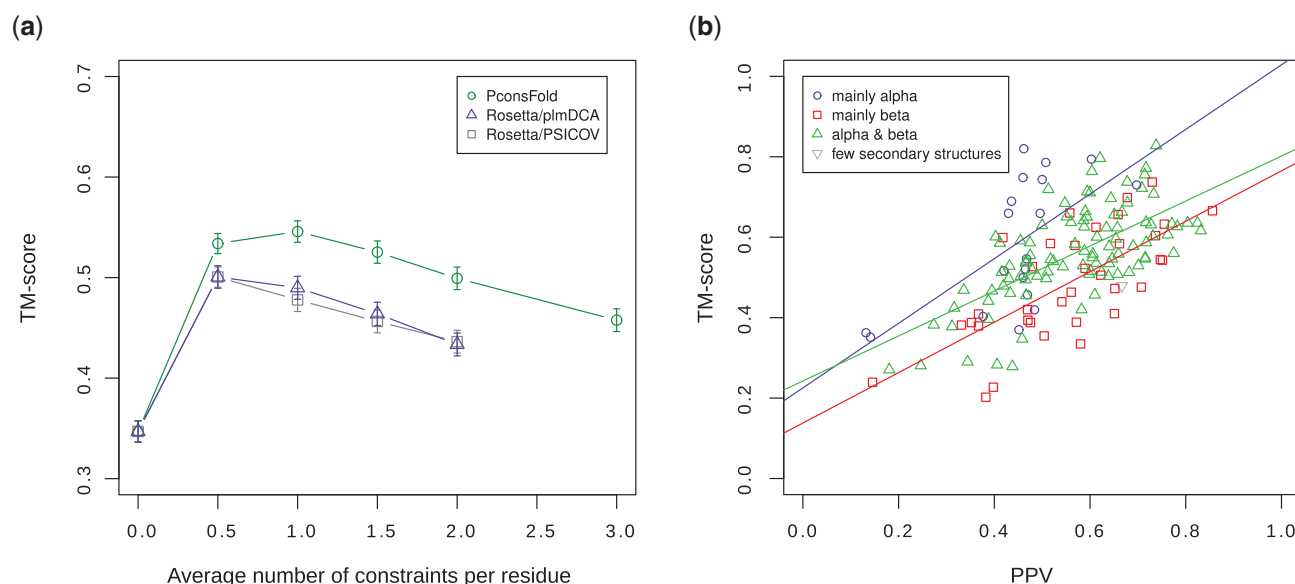 (a)
0.7
0.6
0.5
0.4
0.3
TM-score
PconsFold
Rosetta/plmDCA
Rosetta/PSICOV
0.0 0.5 1.0 1.5 2.0 2.5 3.0
Average number of constraints per residue
(b)
1.0
0.8
0.6
0.4
0.2
0.0
TM-score
mainly alpha
mainly beta
alpha & beta
few secondary structures
0.0 0.2 0.4 0.6 0.8 1.0
PPV